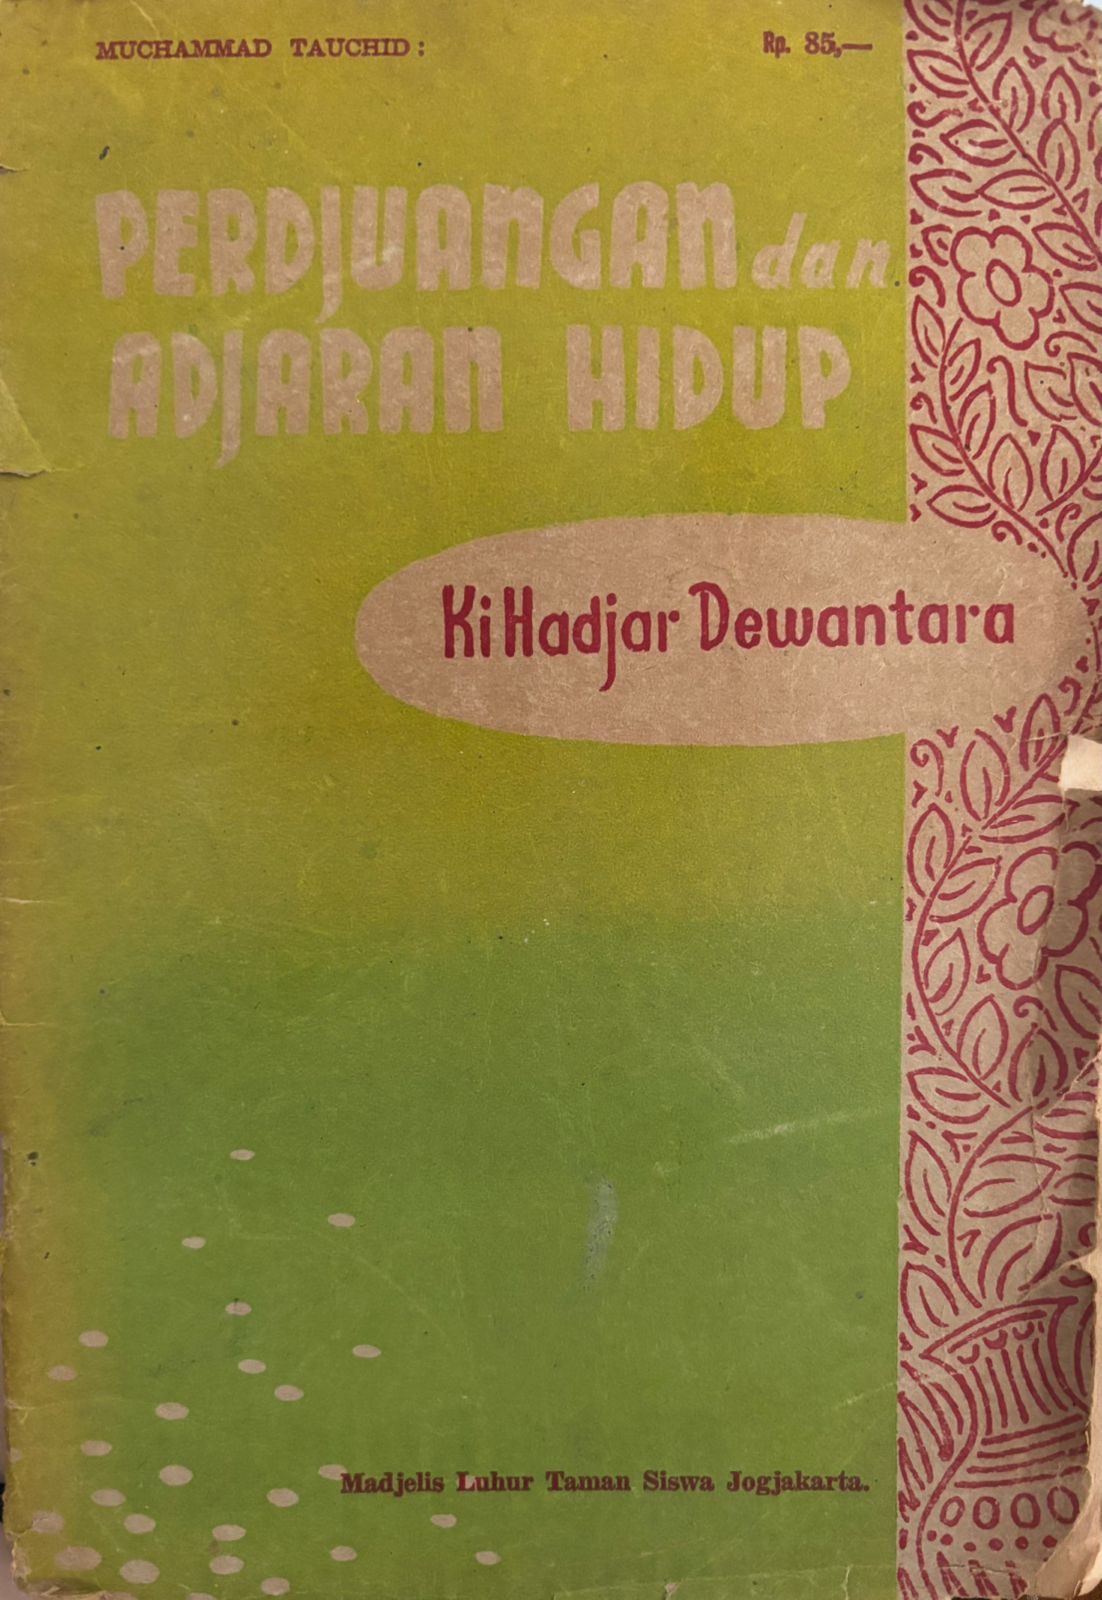 MUCHAMMAD TAUCHID :
Rp. 85,—
PERDJUANGAN dan
ADJARAN HIDUP
Ki Hadjar Dewantara
Madjelis Luhur Taman Siswa Jogjakarta.